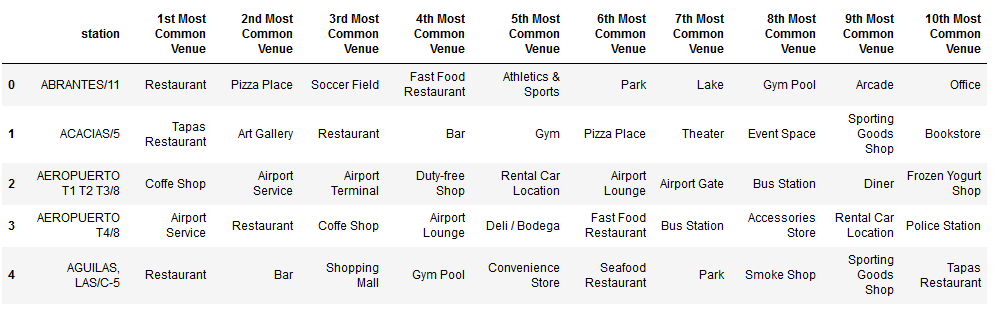 station 1st Most Common Venue 2nd Most Common Venue 3rd Most Common Venue 4th Most Common Venue 5th Most Common Venue 6th Most Common Venue 7th Most Common Venue 8th Most Common Venue 9th Most Common Venue 10th Most Common Venue
0 ABRANTES/11 Restaurant Pizza Place Soccer Field Fast Food Restaurant Athletics & Sports Park Lake Gym Pool Arcade Office
1 ACACIAS/5 Tapas Restaurant Art Gallery Restaurant Bar Gym Pizza Place Theater Event Space Sporting Goods Shop Bookstore
2 AEROPUERTO T1 T2 T3/8 Coffe Shop Airport Service Airport Terminal Duty-free Shop Rental Car Location Airport Lounge Airport Gate Bus Station Diner Frozen Yogurt Shop
3 AEROPUERTO T4/8 Airport Service Restaurant Coffe Shop Airport Lounge Deli / Bodega Fast Food Restaurant Bus Station Accessories Store Rental Car Location Police Station
4 AGUILAS, LAS/C-5 Restaurant Bar Shopping Mall Gym Pool Convenience Store Seafood Restaurant Park Smoke Shop Sporting Goods Shop Tapas Restaurant